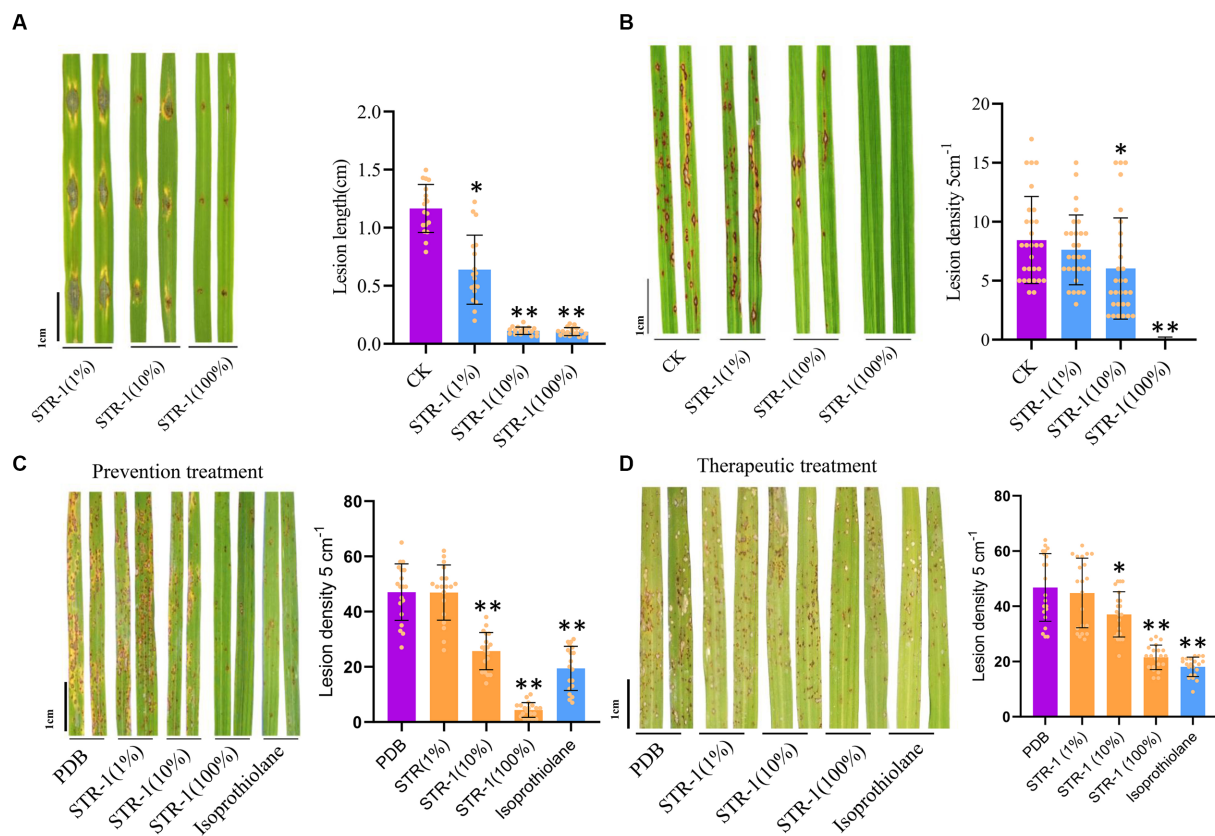 A
1cm
STR-1(1%)
STR-1(10%)
STR-1(100%)
Lesion length(cm)
2.0
1.5
1.0
0.5
0.0
*
**
**
CK
STR-1(1%)
STR-1(10%)
STR-1(100%)
B
1cm
CK
STR-1(1%)
STR-1(10%)
STR-1(100%)
Lesion density 5cm⁻¹
20
15
10
5
0
*
**
CK
STR-1(1%)
STR-1(10%)
STR-1(100%)
C
Prevention treatment
1cm
PDB
STR-1(1%)
STR-1(10%)
STR-1(100%)
Isoprothiolane
Lesion density 5 cm⁻¹
80
60
40
20
0
**
**
**
PDB
STR(1%)
STR-1(10%)
STR-1(100%)
Isoprothiolane
D
Therapeutic treatment
1cm
PDB
STR-1(1%)
STR-1(10%)
STR-1(100%)
Isoprothiolane
Lesion density 5 cm⁻¹
80
60
40
20
0
*
**
**
PDB
STR-1 (1%)
STR-1 (10%)
STR-1 (100%)
Isoprothiolane